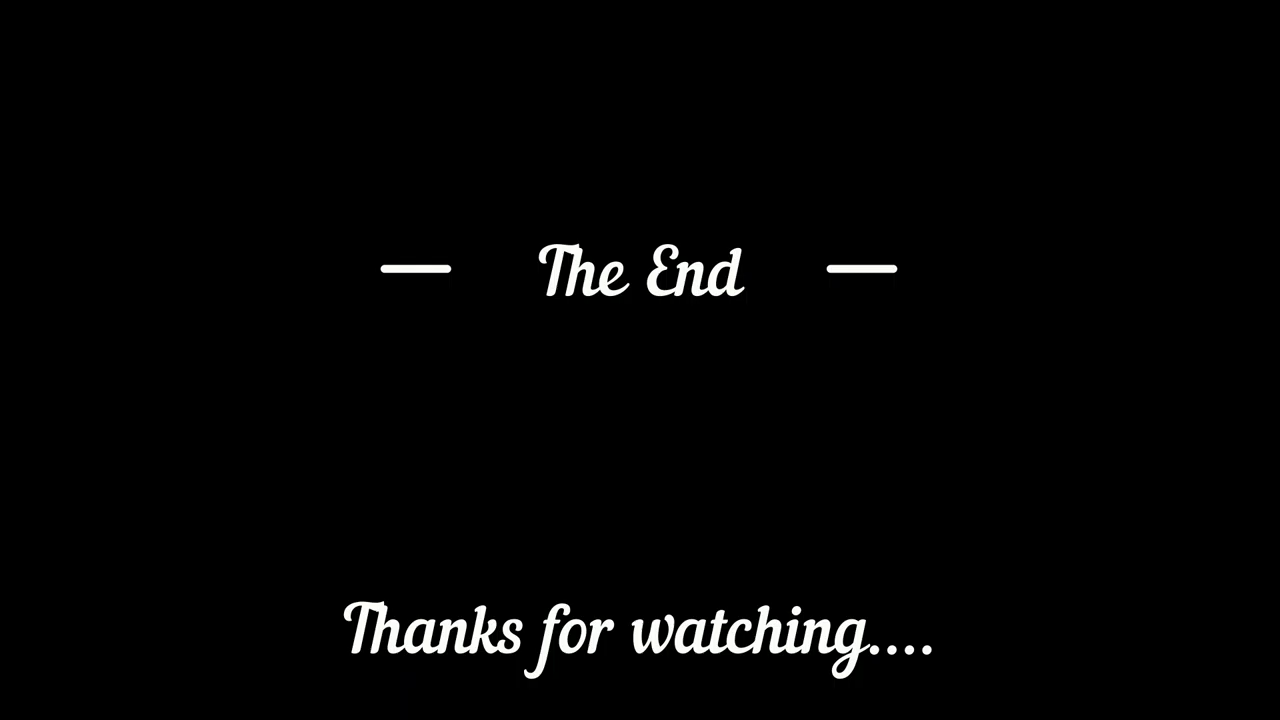 — The End —
Thanks for watching....